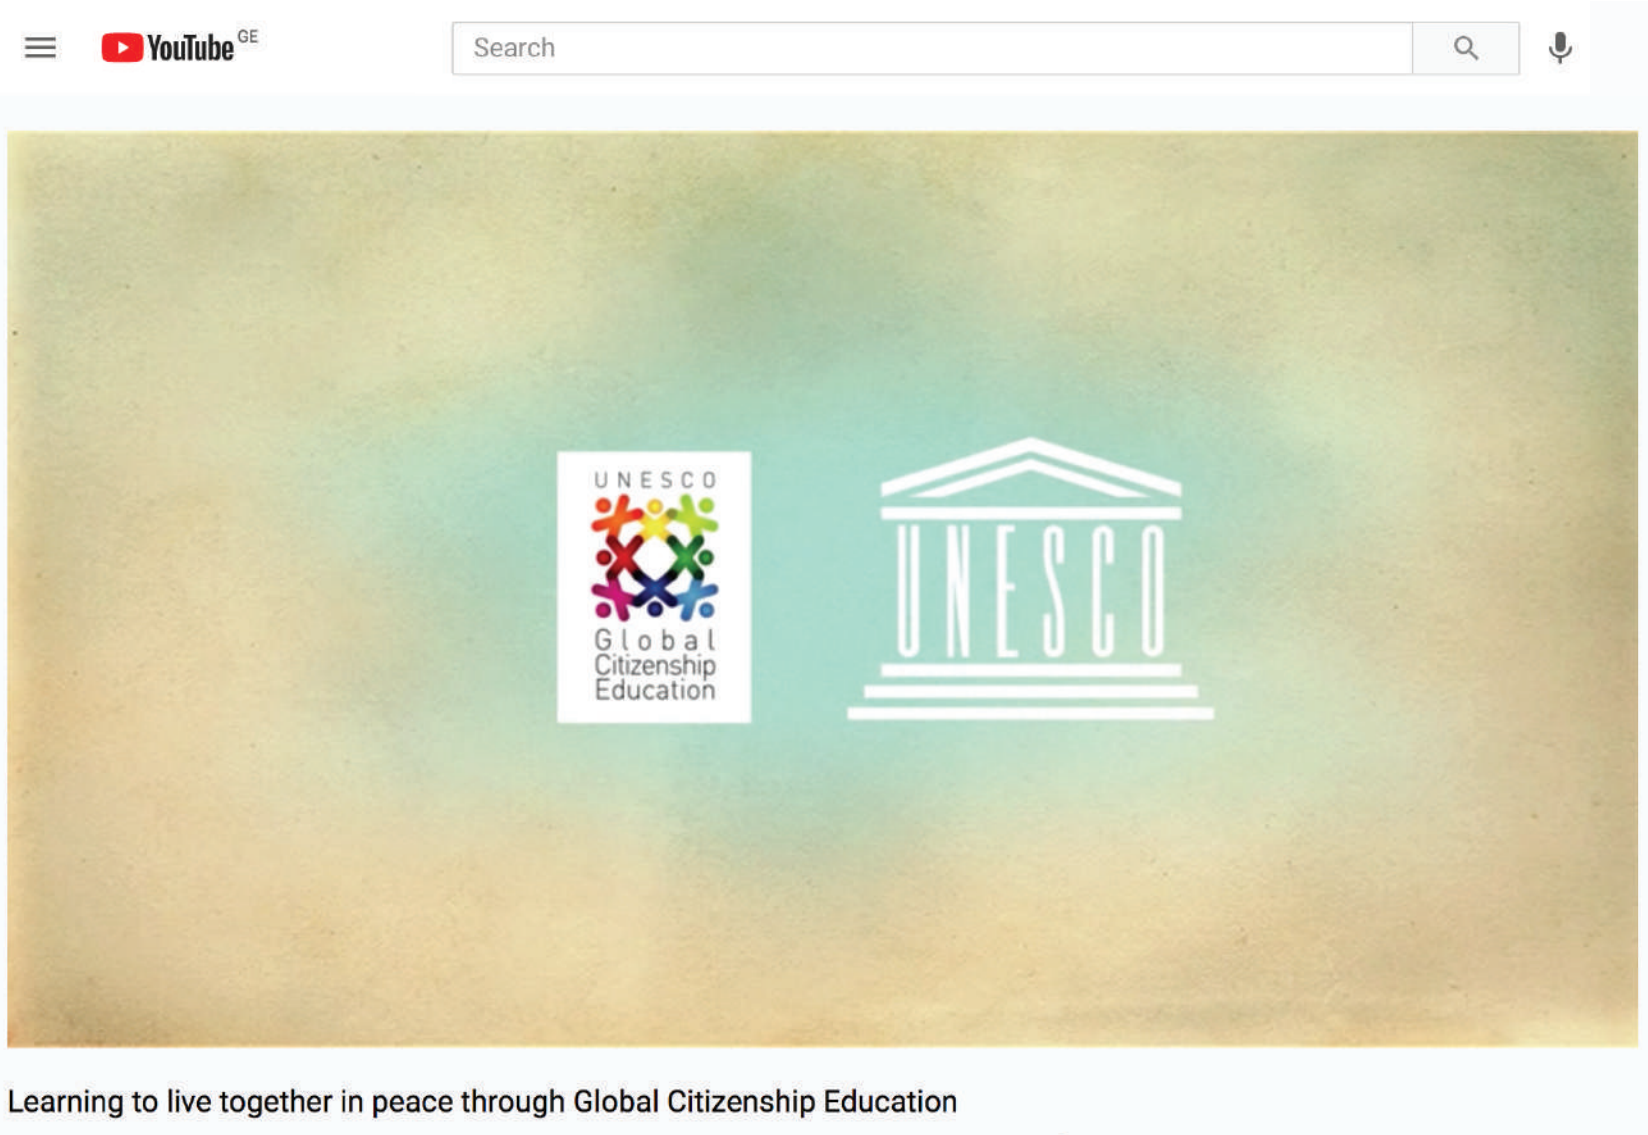 YouTube GE
Search
UNESCO
Global
Citizenship
Education
UNESCO
Learning to live together in peace through Global Citizenship Education